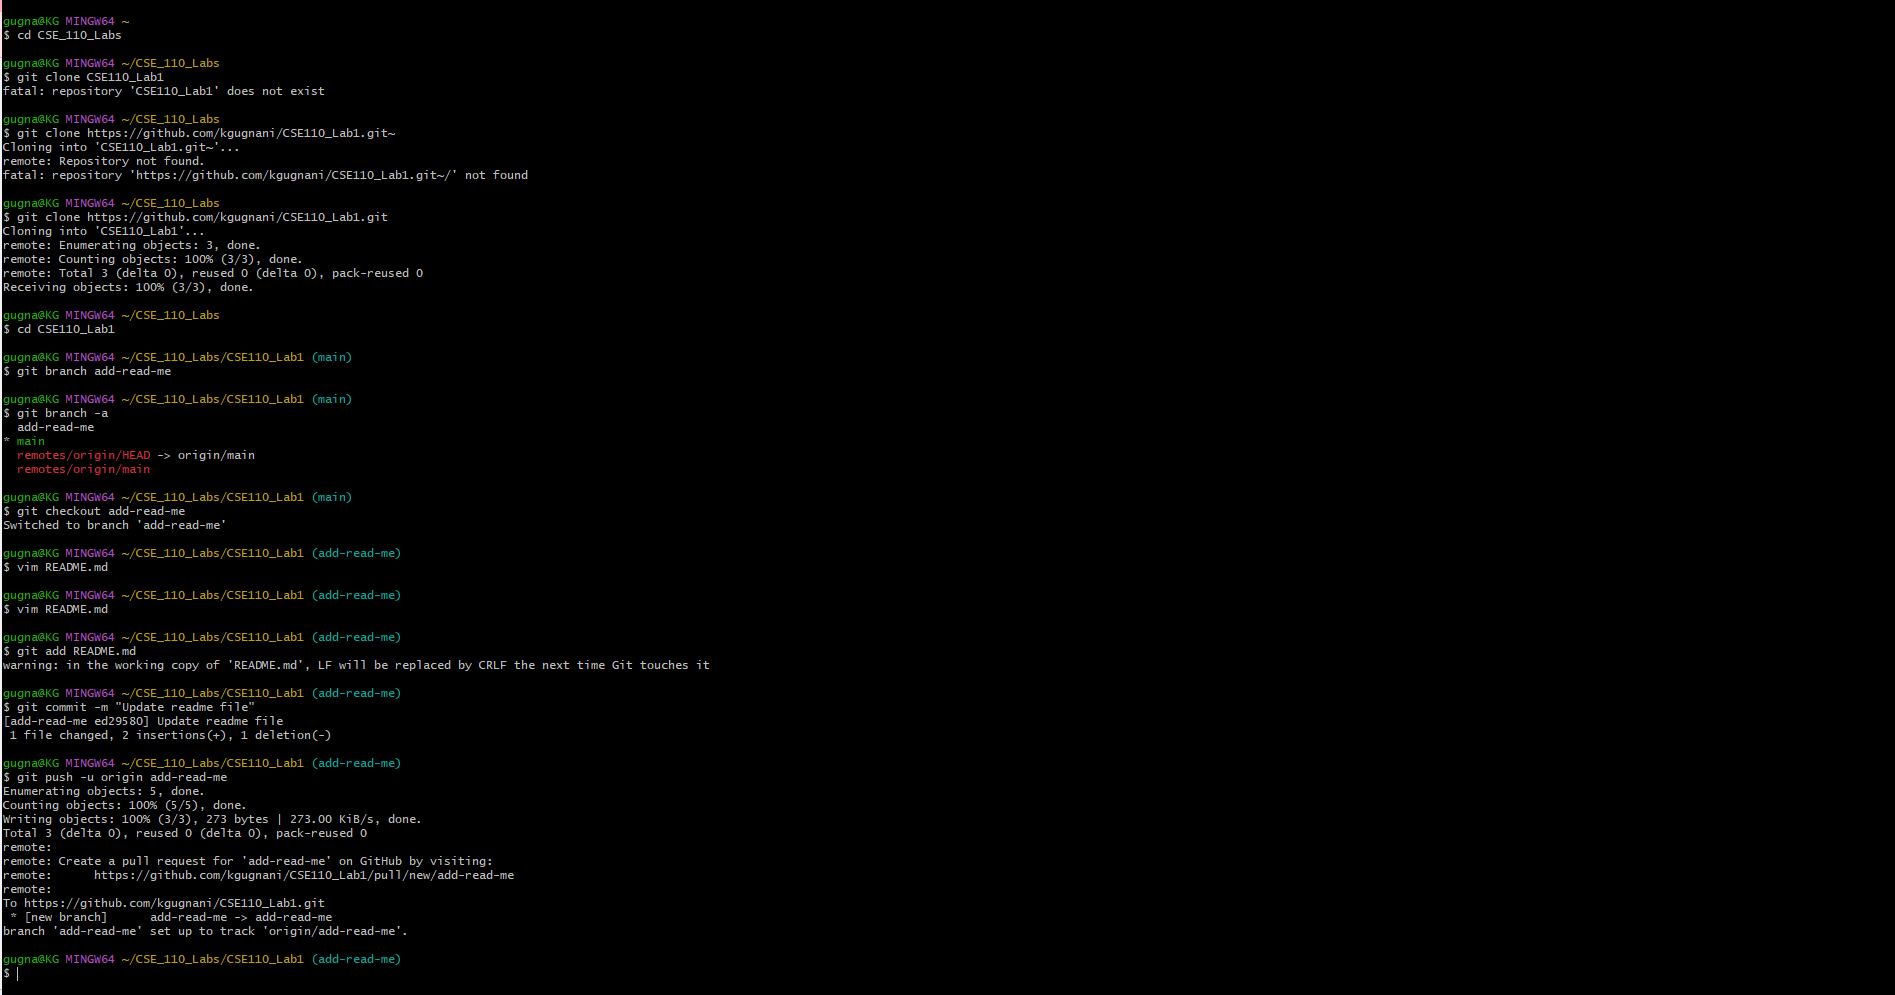 gugna@KG MINGW64 ~
$ cd CSE_110_Labs
gugna@KG MINGW64 ~/CSE_110_Labs
$ git clone CSE110_Lab1
fatal: repository 'CSE110_Lab1' does not exist
gugna@KG MINGW64 ~/CSE_110_Labs
$ git clone https://github.com/kgugnani/CSE110_Lab1.git~
Cloning into 'CSE110_Lab1.git~'...
remote: Repository not found.
fatal: repository 'https://github.com/kgugnani/CSE110_Lab1.git~/' not found
gugna@KG MINGW64 ~/CSE_110_Labs
$ git clone https://github.com/kgugnani/CSE110_Lab1.git
Cloning into 'CSE110_Lab1'...
remote: Enumerating objects: 3, done.
remote: Counting objects: 100% (3/3), done.
remote: Total 3 (delta 0), reused 0 (delta 0), pack-reused 0
Receiving objects: 100% (3/3), done.
gugna@KG MINGW64 ~/CSE_110_Labs
$ cd CSE110_Lab1
gugna@KG MINGW64 ~/CSE_110_Labs/CSE110_Lab1 (main)
$ git branch add-read-me
gugna@KG MINGW64 ~/CSE_110_Labs/CSE110_Lab1 (main)
$ git branch -a
add-read-me
* main
remotes/origin/HEAD -> origin/main
remotes/origin/main
gugna@KG MINGW64 ~/CSE_110_Labs/CSE110_Lab1 (main)
$ git checkout add-read-me
Switched to branch 'add-read-me'
gugna@KG MINGW64 ~/CSE_110_Labs/CSE110_Lab1 (add-read-me)
$ vim README.md
gugna@KG MINGW64 ~/CSE_110_Labs/CSE110_Lab1 (add-read-me)
$ vim README.md
gugna@KG MINGW64 ~/CSE_110_Labs/CSE110_Lab1 (add-read-me)
$ git add README.md
warning: in the working copy of 'README.md', LF will be replaced by CRLF the next time Git touches it
gugna@KG MINGW64 ~/CSE_110_Labs/CSE110_Lab1 (add-read-me)
$ git commit -m "Update readme file"
[add-read-me ed29580] Update readme file
1 file changed, 2 insertions(+), 1 deletion(-)
gugna@KG MINGW64 ~/CSE_110_Labs/CSE110_Lab1 (add-read-me)
$ git push -u origin add-read-me
Enumerating objects: 5, done.
Counting objects: 100% (5/5), done.
Writing objects: 100% (3/3), 273 bytes | 273.00 KiB/s, done.
Total 3 (delta 0), reused 0 (delta 0), pack-reused 0
remote:
remote: Create a pull request for 'add-read-me' on GitHub by visiting:
remote:      https://github.com/kgugnani/CSE110_Lab1/pull/new/add-read-me
remote:
To https://github.com/kgugnani/CSE110_Lab1.git
* [new branch]      add-read-me -> add-read-me
branch 'add-read-me' set up to track 'origin/add-read-me'.
gugna@KG MINGW64 ~/CSE_110_Labs/CSE110_Lab1 (add-read-me)
$